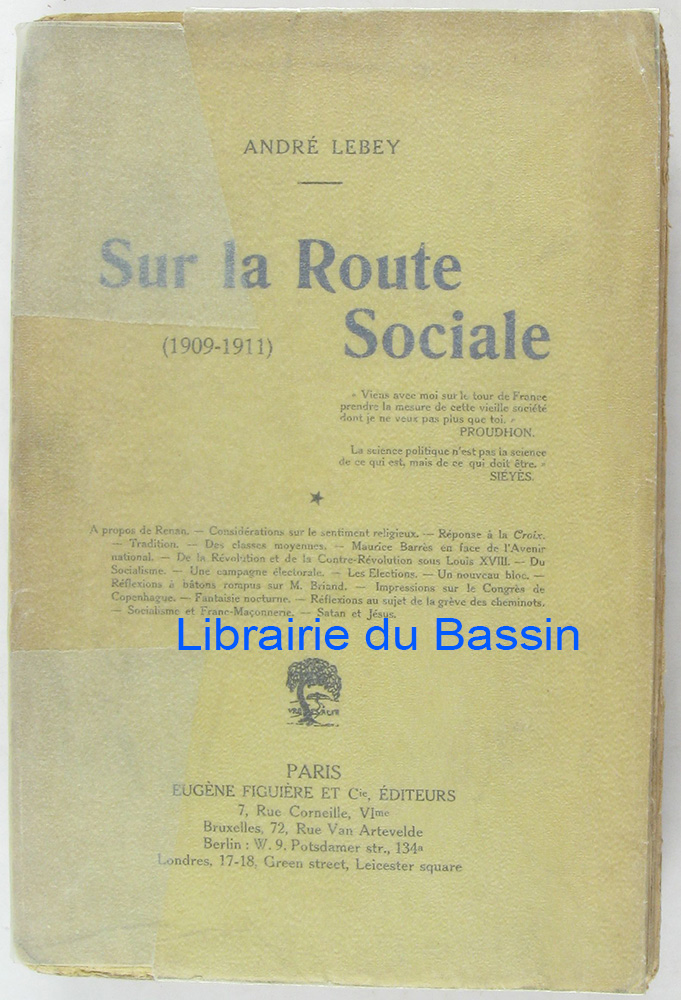 ANDRÉ LEBEY
Sur la Route
(1909-1911) Sociale
« Viens avec moi sur le tour de France
prendre la mesure de cette vieille société
dont je ne veux pas plus que toi. »
PROUDHON.
La science politique n'est pas la science
de ce qui est, mais de ce qui doit être. »
SIÉYÈS.
A propos de Renan. — Considérations sur le sentiment religieux. — Réponse à la Croix.
— Tradition. — Des classes moyennes. — Maurice Barrès en face de l'Avenir
national. — De la Révolution et de la Contre-Révolution sous Louis XVIII. — Du
Socialisme. — Une campagne électorale. — Les Elections. — Un nouveau bloc. —
Réflexions à bâtons rompus sur M. Briand. — Impressions sur le Congrès de
Copenhague. — Fantaisie nocturne. — Réflexions au sujet de la grève des cheminots.
— Socialisme et Franc-Maçonnerie. — Satan et Jésus.
Librairie du Bassin
PARIS
EUGÈNE FIGUIÈRE ET Cie, ÉDITEURS
7, Rue Corneille, VIme
Bruxelles, 72, Rue Van Artevelde
Berlin : W. 9. Potsdamer str., 134a
Londres, 17-18, Green street, Leicester square